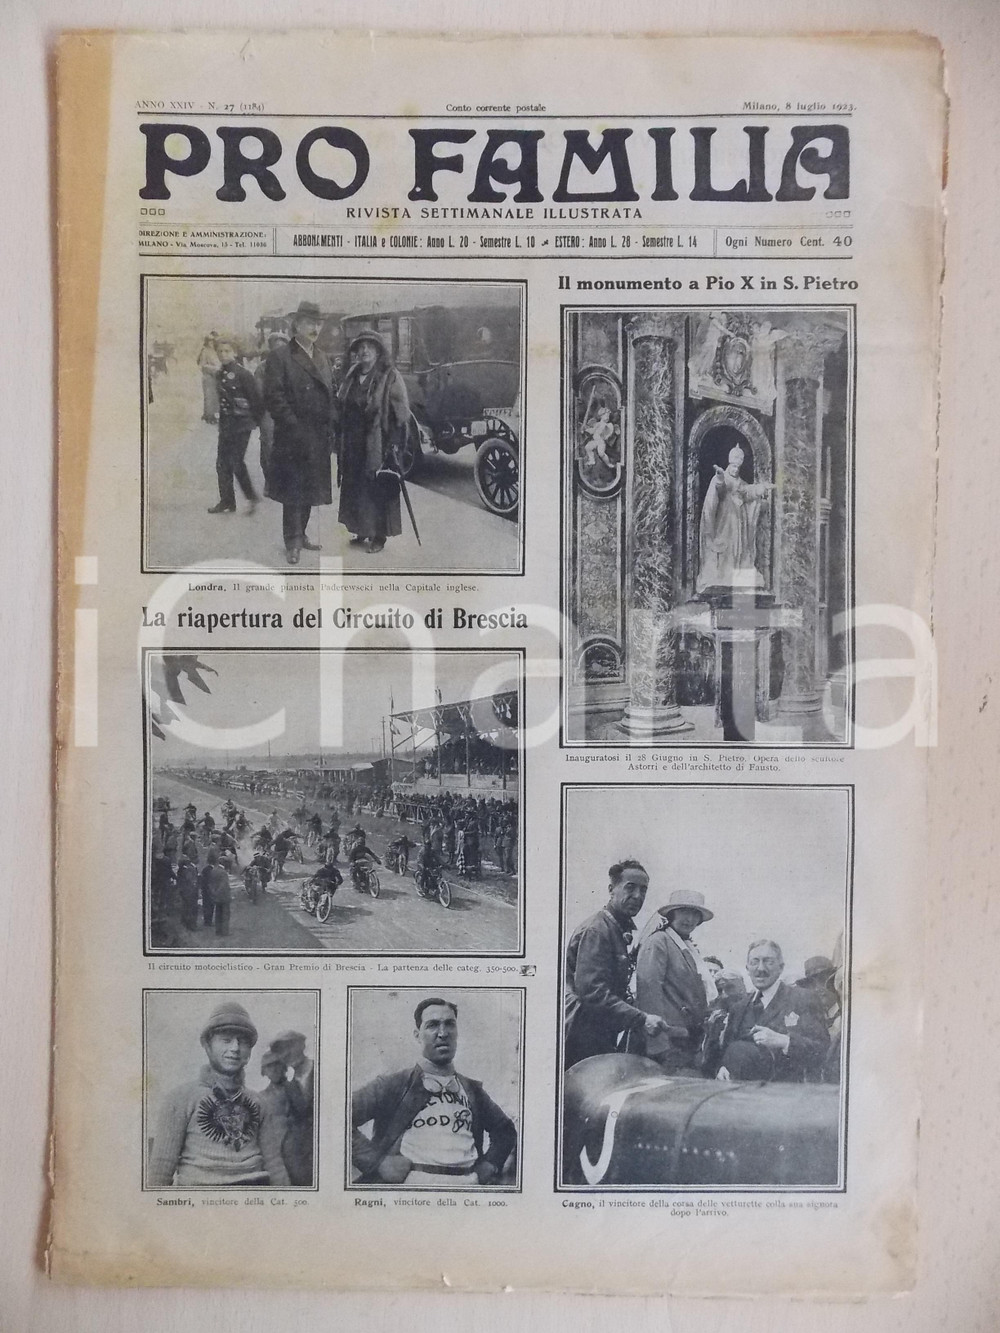 ANNO XXIV - N. 27 (1184)
Conto corrente postale
Milano, 8 luglio 1923.
PRO FAMILIA
RIVISTA SETTIMANALE ILLUSTRATA
DIREZIONE E AMMINISTRAZIONE:
MILANO - Via Moscova, 15 - Tel. 11036
ABBONAMENTI - ITALIA e COLONIE: Anno L. 20 - Semestre L. 10 - ESTERO: Anno L. 28 - Semestre L. 14
Ogni Numero Cent. 40
Londra, Il grande pianista Paderewseki nella Capitale inglese.
Il monumento a Pio X in S. Pietro
Inauguratosi il 28 Giugno in S. Pietro. Opera dello scultore
Astorri e dell'architetto di Fausto.
La riapertura del Circuito di Brescia
Il circuito motociclistico - Gran Premio di Brescia - La partenza delle categ. 350-500.
Sambri, vincitore della Cat. 500.
OOD
Ragni, vincitore della Cat. 1000.
Cagno, il vincitore della corsa delle vetturette colla sua signora
dopo l'arrivo.
iCharta